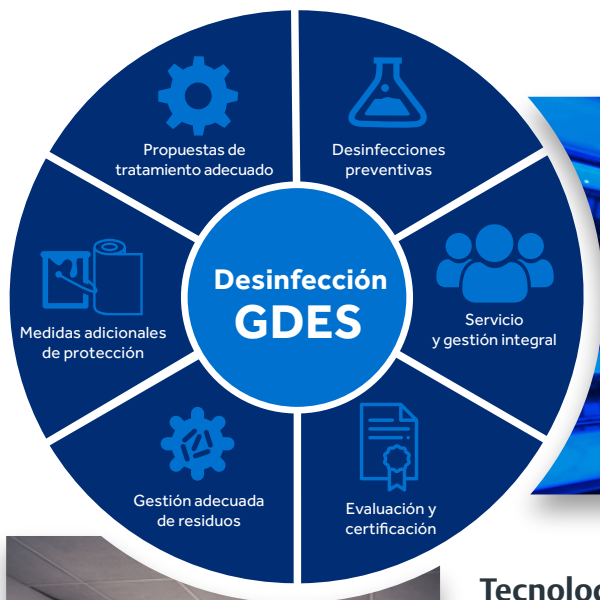 Propuestas de
tratamiento adecuado
Desinfecciones
preventivas
Servicio
y gestión integral
Evaluación y
certificación
Gestión adecuada
de residuos
Medidas adicionales
de protección
Desinfección
GDES